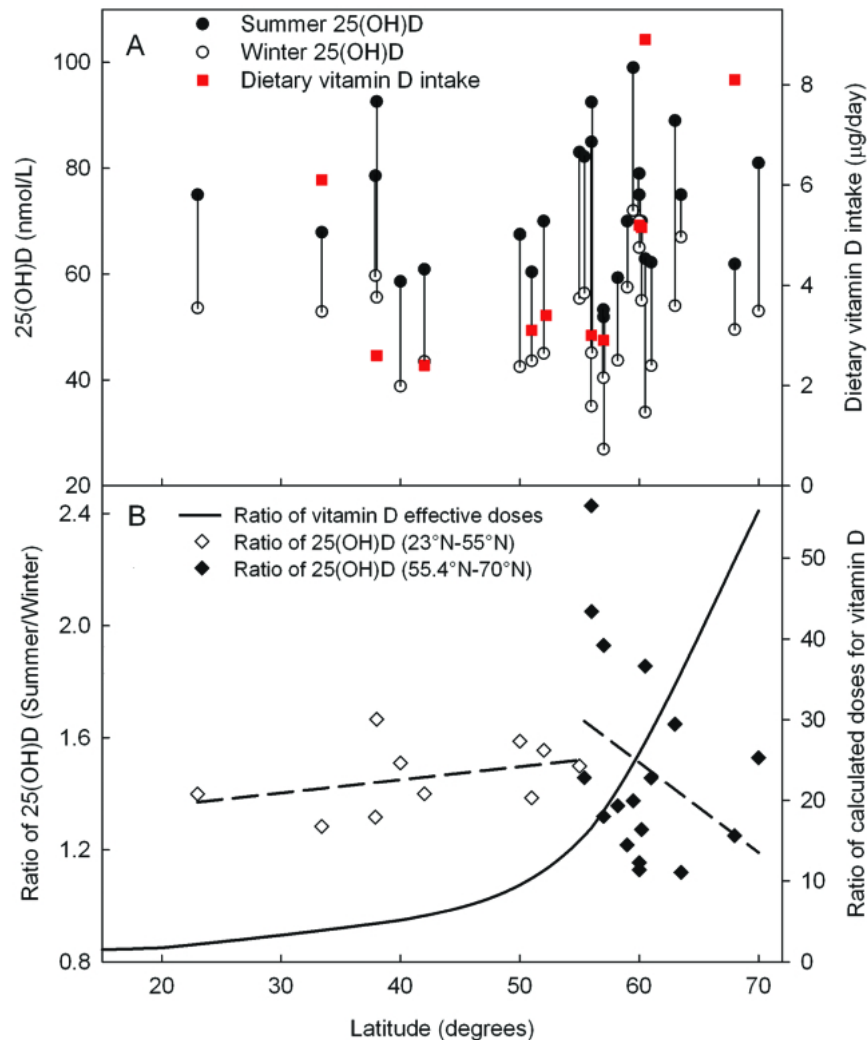 A
Summer 25(OH)D
Winter 25(OH)D
Dietary vitamin D intake
100
80
60
40
20
25(OH)D (nmol/L)
8
6
4
2
0
Dietary vitamin D intake (µg/day)
B
Ratio of vitamin D effective doses
Ratio of 25(OH)D (23°N-55°N)
Ratio of 25(OH)D (55.4°N-70°N)
2.4
2.0
1.6
1.2
0.8
Ratio of 25(OH)D (Summer/Winter)
50
40
30
20
10
0
Ratio of calculated doses for vitamin D
20 30 40 50 60 70
Latitude (degrees)